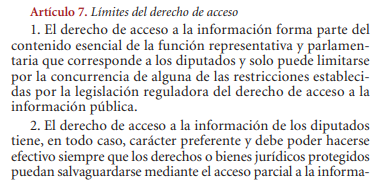 Artículo 7. Límites del derecho de acceso
1. El derecho de acceso a la información forma parte del
contenido esencial de la función representativa y parlamen-
taria que corresponde a los diputados y solo puede limitarse
por la concurrencia de alguna de las restricciones estableci-
das por la legislación reguladora del derecho de acceso a la
información pública.
2. El derecho de acceso a la información de los diputados
tiene, en todo caso, carácter preferente y debe poder hacerse
efectivo siempre que los derechos o bienes jurídicos protegidos
puedan salvaguardarse mediante el acceso parcial a la informa-